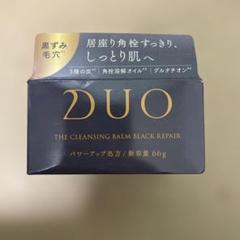 黒ずみ
毛穴
居座り角栓すっきり、
しっとり肌へ
3種の炭 角栓溶解オイル グルタチオン
DUO
THE CLEANSING BALM BLACK REPAIR
パワーアップ処方/新容量 66g